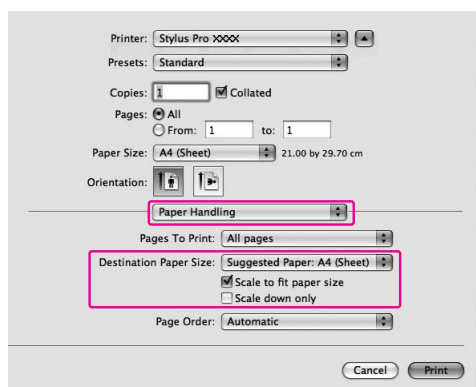 Printer: Stylus Pro XXXX
Presets: Standard
Copies: 1 Collated
Pages: All
From: 1 to: 1
Paper Size: A4 (Sheet) 21.00 by 29.70 cm
Orientation:
Paper Handling
Pages To Print: All pages
Destination Paper Size: Suggested Paper: A4 (Sheet)
Scale to fit paper size
Scale down only
Page Order: Automatic
Cancel Print